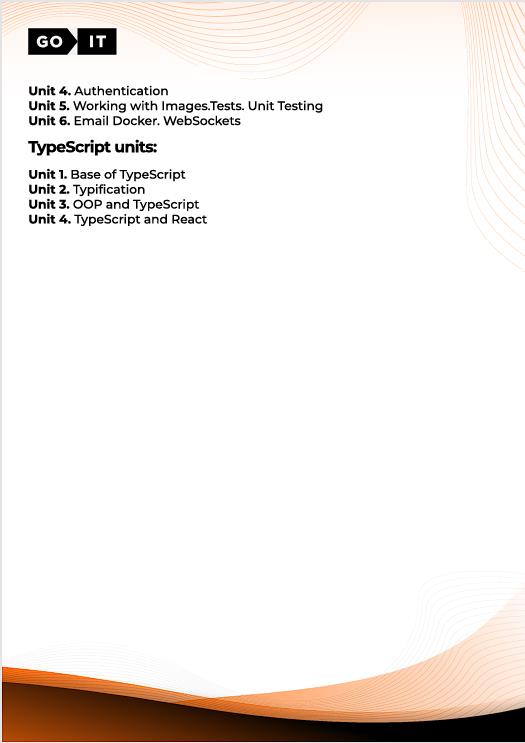 GO IT
Unit 4. Authentication
Unit 5. Working with Images.Tests. Unit Testing
Unit 6. Email Docker. WebSockets
TypeScript units:
Unit 1. Base of TypeScript
Unit 2. Typification
Unit 3. OOP and TypeScript
Unit 4. TypeScript and React